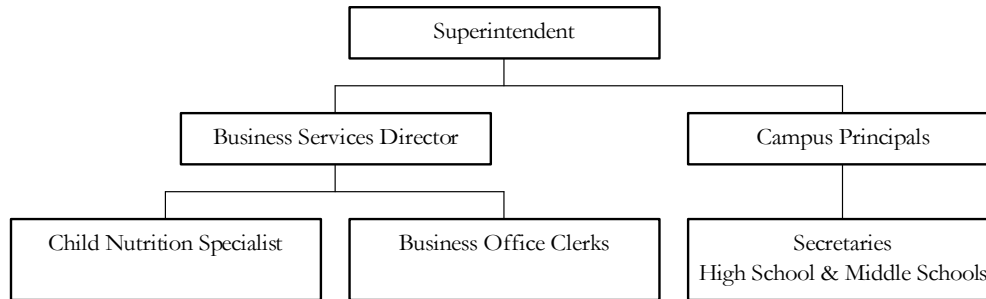 Superintendent
Business Services Director
Campus Principals
Child Nutrition Specialist
Business Office Clerks
Secretaries
High School & Middle Schools